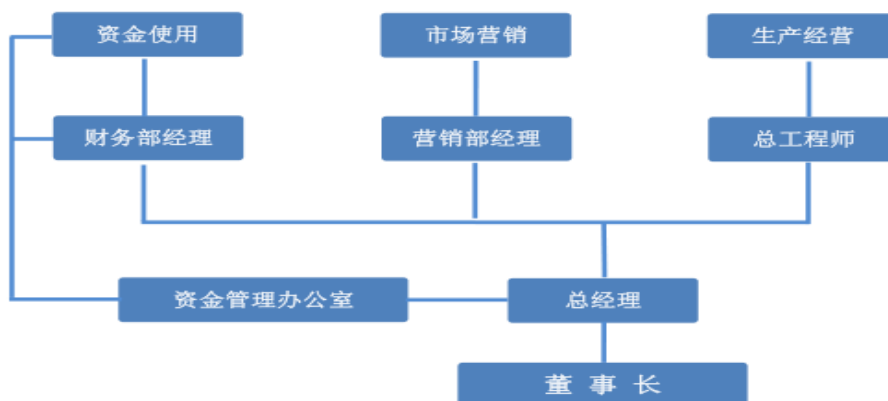 资金使用
市场营销
生产经营
财务部经理
营销部经理
总工程师
资金管理办公室
总经理
董 事 长